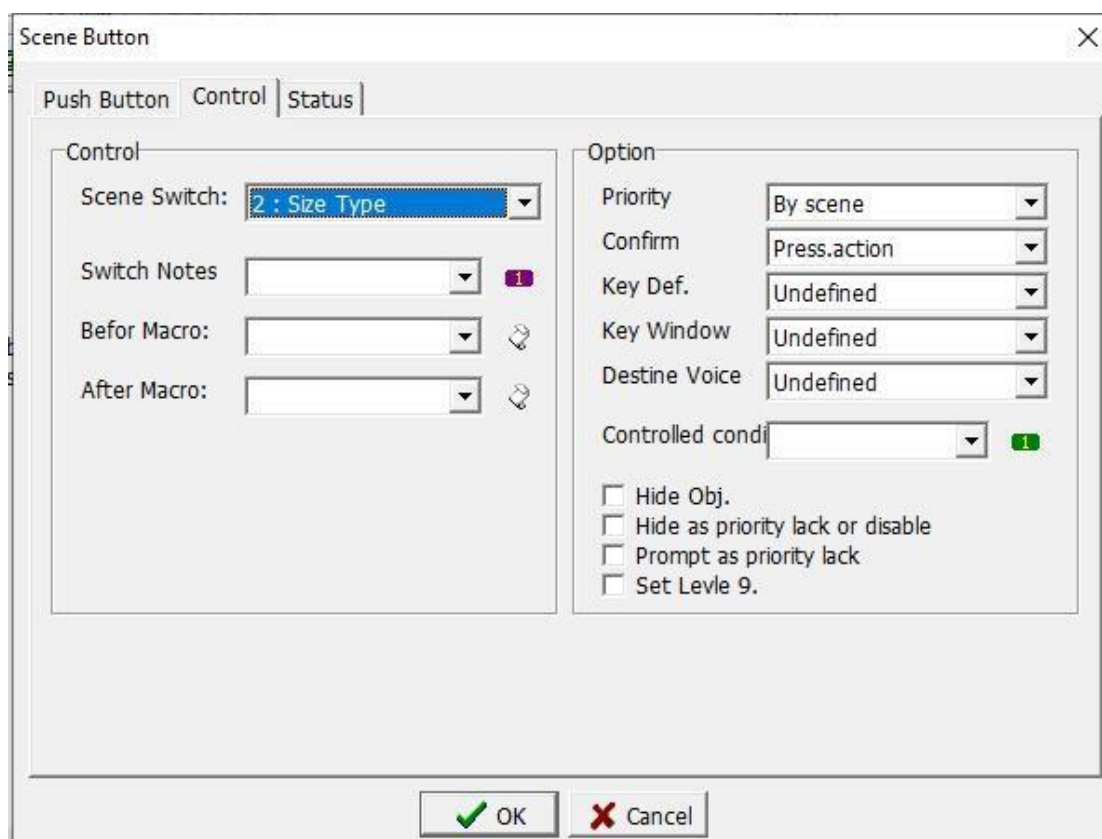 Scene Button
Push Button Control Status
Control
Scene Switch: 2 : Size Type
Switch Notes 1
Befor Macro:
After Macro:
Option
Priority By scene
Confirm Press.action
Key Def. Undefined
Key Window Undefined
Destine Voice Undefined
Controlled condi 1
Hide Obj.
Hide as priority lack or disable
Prompt as priority lack
Set Levle 9.
OK Cancel